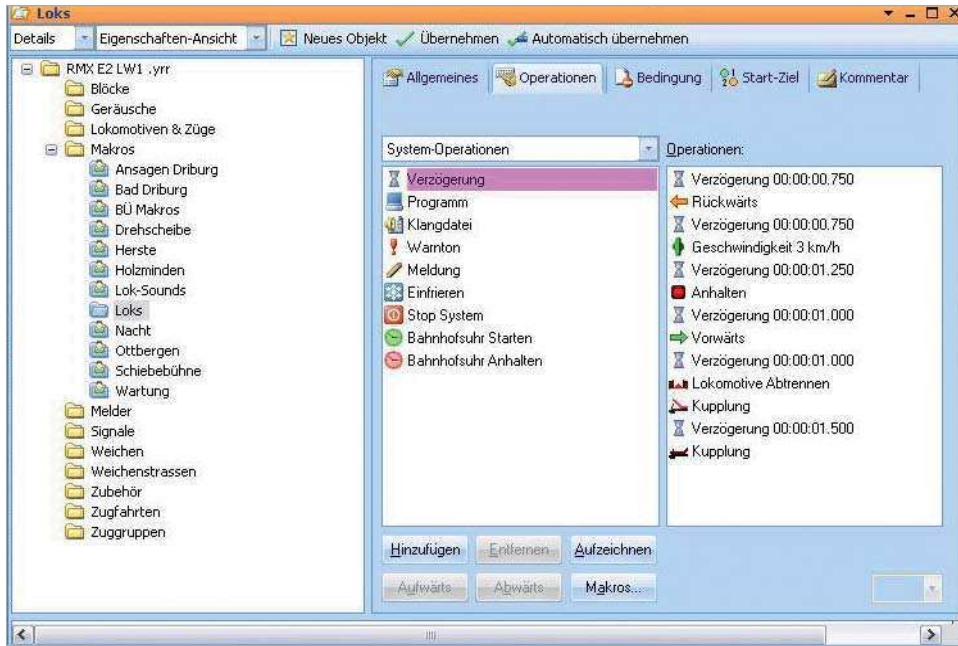 Loks
Details Eigenschaften-Ansicht Neues Objekt Übernehmen Automatisch übernehmen
RMX E2 LW1 .yrr
Blöcke
Geräusche
Lokomotiven & Züge
Makros
Ansagen Driburg
Bad Driburg
BÜ Makros
Drehscheibe
Herste
Holzminden
Lok-Sounds
Loks
Nacht
Ottbergen
Schiebebühne
Wartung
Melder
Signale
Weichen
Weichenstrassen
Zubehör
Zugfahrten
Zuggruppen
Allgemeines Operationen Bedingung Start-Ziel Kommentar
System-Operationen
Verzögerung
Programm
Klangdatei
Warnton
Meldung
Einfrieren
Stop System
Bahnhofsuhr Starten
Bahnhofsuhr Anhalten
Operationen:
Verzögerung 00:00:00.750
Rückwärts
Verzögerung 00:00:00.750
Geschwindigkeit 3 km/h
Verzögerung 00:00:01.250
Anhalten
Verzögerung 00:00:01.000
Vorwärts
Verzögerung 00:00:01.000
Lokomotive Abtrennen
Kupplung
Verzögerung 00:00:01.500
Kupplung
Hinzufügen Entfernen Aufzeichnen
Aufwärts Abwärts Makros...